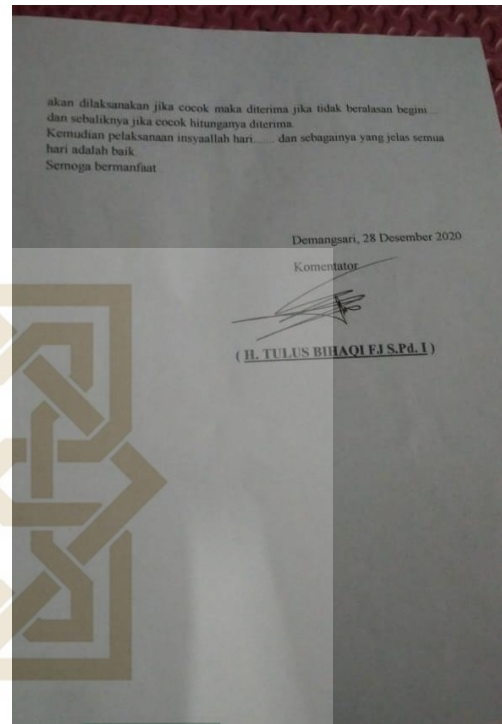 akan dilaksanakan jika cocok maka diterima jika tidak beralasan begini....
dan sebaliknya jika cocok hitunganya diterima.
Kemudian pelaksanaan insyaallah hari........ dan sebagainya yang jelas semua
hari adalah baik.
Semoga bermanfaat
Demangsari, 28 Desember 2020
Komentator
( H. TULUS BIHAQI FJ S.Pd. I )